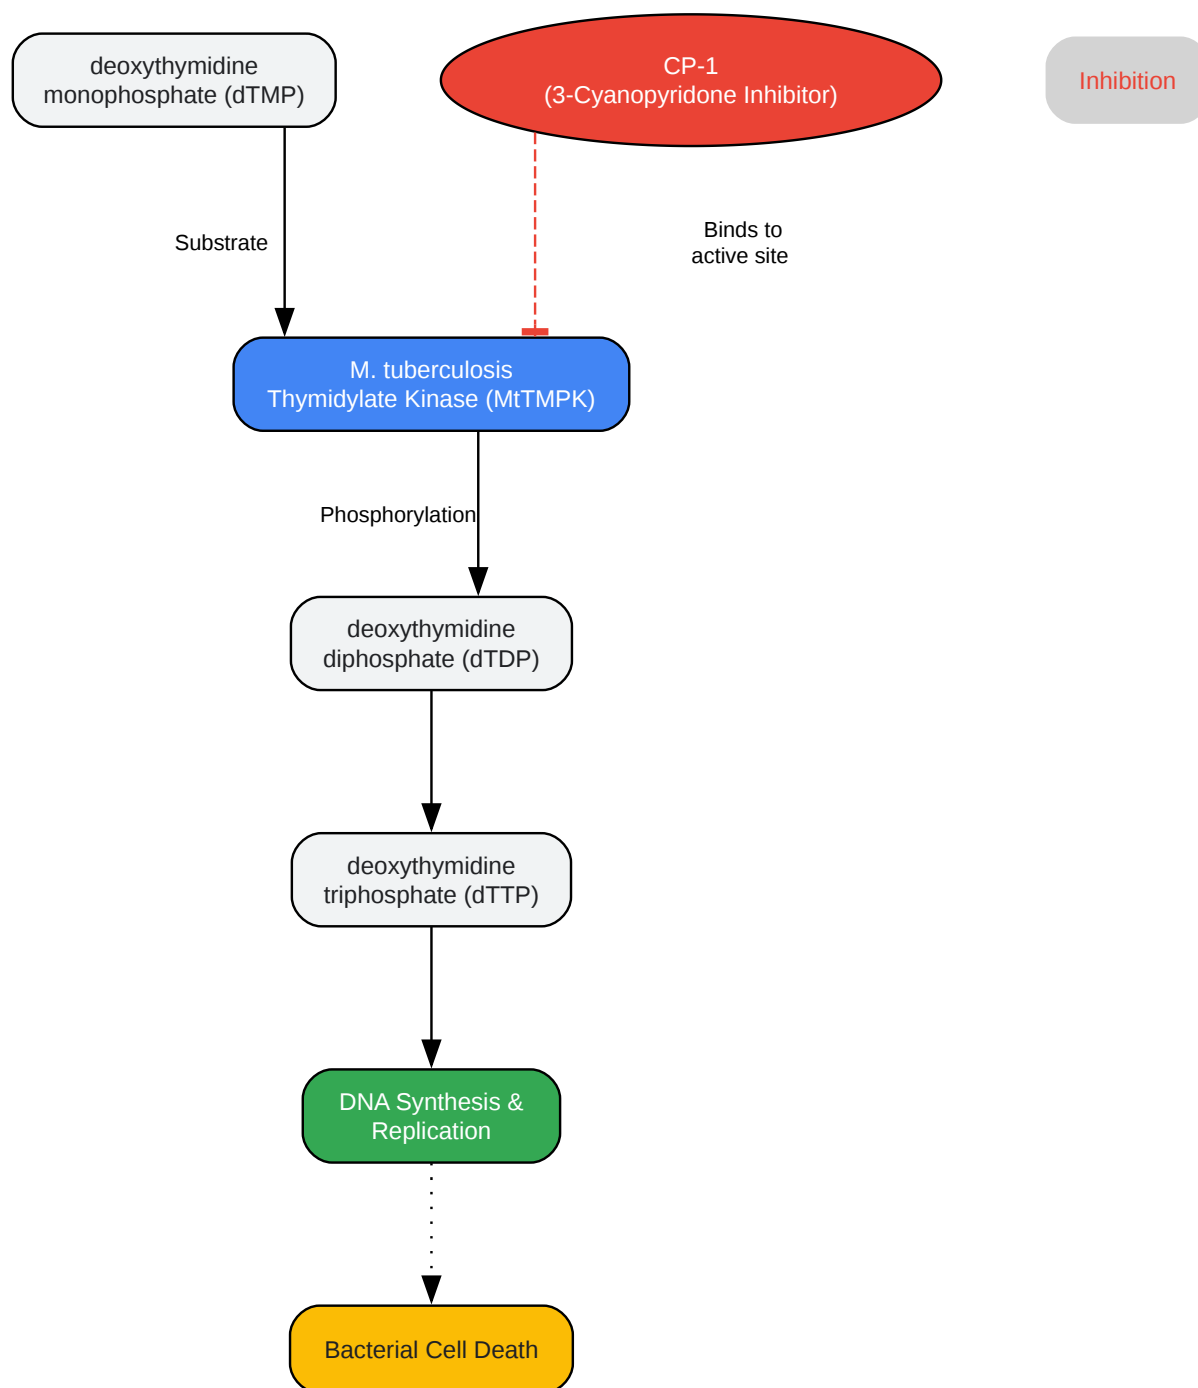 deoxythymidine
monophosphate (dTMP)
CP-1
(3-Cyanopyridone Inhibitor)
Inhibition
Substrate
Binds to
active site
M. tuberculosis
Thymidylate Kinase (MtTMPK)
Phosphorylation
deoxythymidine
diphosphate (dTDP)
deoxythymidine
triphosphate (dTTP)
DNA Synthesis &
Replication
Bacterial Cell Death